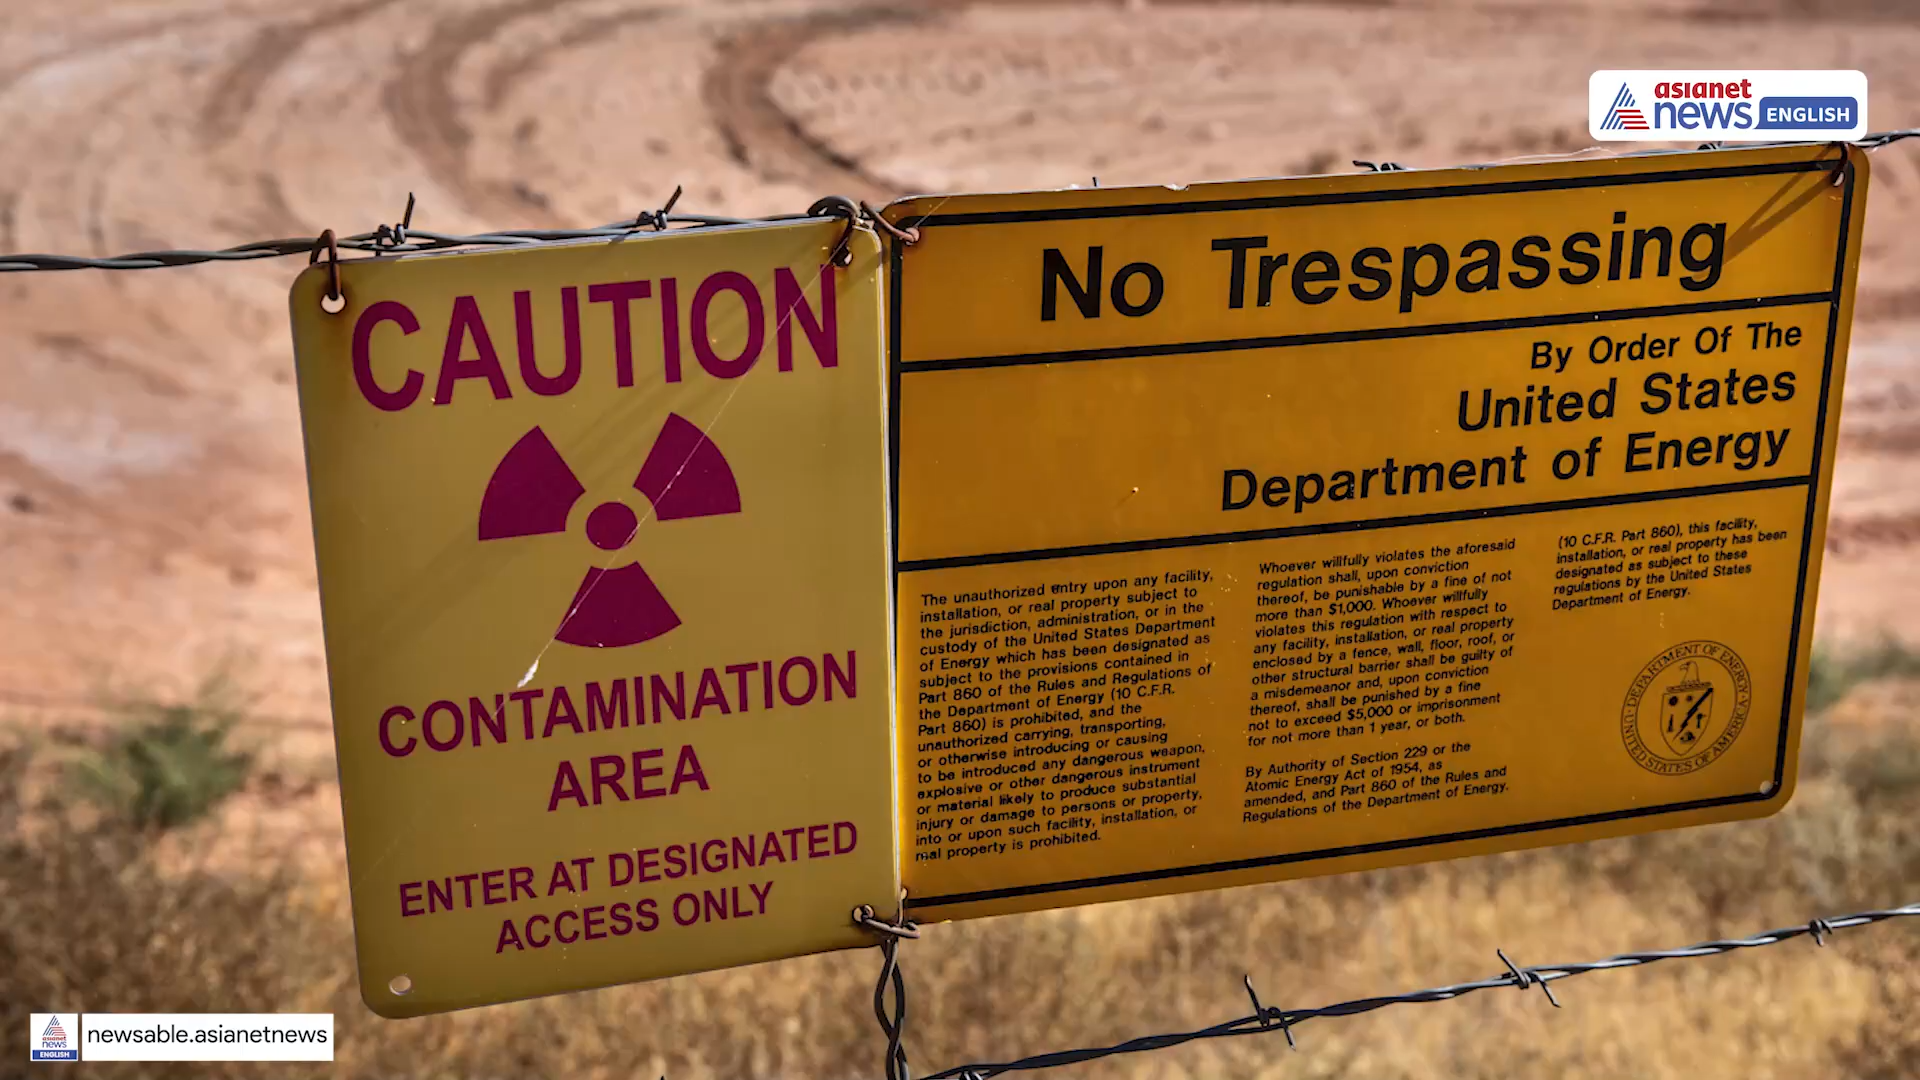 asianet
news ENGLISH
CAUTION
CONTAMINATION
AREA
ENTER AT DESIGNATED
ACCESS ONLY
No Trespassing
By Order Of The
United States
Department of Energy
The unauthorized entry upon any facility,
installation, or real property subject to
the jurisdiction, administration, or in the
custody of the United States Department
of Energy which has been designated as
subject to the provisions contained in
Part 860 of the Rules and Regulations of
the Department of Energy (10 C.F.R.
Part 860) is prohibited, and the
unauthorized carrying, transporting,
or otherwise introducing or causing
to be introduced any dangerous weapon,
explosive or other dangerous instrument
or material likely to produce substantial
injury or damage to persons or property,
into or upon such facility, installation, or
real property is prohibited.
Whoever willfully violates the aforesaid
regulation shall, upon conviction
thereof, be punishable by a fine of not
more than $1,000. Whoever willfully
violates this regulation with respect to
any facility, installation, or real property
enclosed by a fence, wall, floor, roof, or
other structural barrier shall be guilty of
a misdemeanor and, upon conviction
thereof, shall be punished by a fine
not to exceed $5,000 or imprisonment
for not more than 1 year, or both.
By Authority of Section 229 or the
Atomic Energy Act of 1954, as
amended, and Part 860 of the Rules and
Regulations of the Department of Energy.
(10 C.F.R. Part 860), this facility,
installation, or real property has been
designated as subject to these
regulations by the United States
Department of Energy.
DEPARTMENT OF ENERGY
UNITED STATES OF AMERICA
asianet
news
ENGLISH
newsable.asianetnews